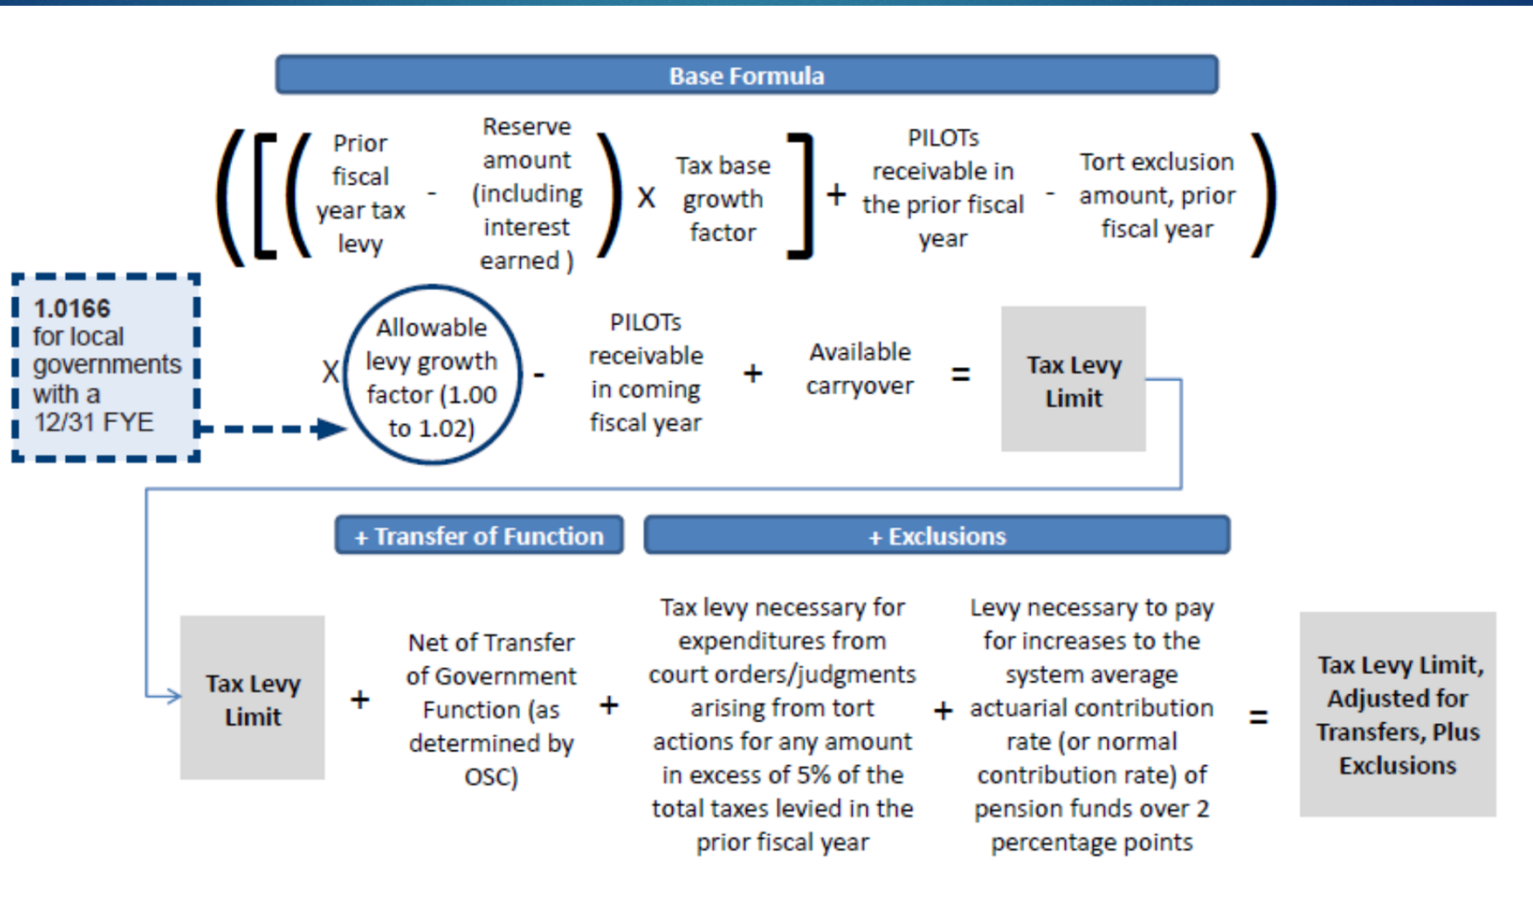 Base Formula
( [ ( Prior
fiscal
year tax
levy
-
Reserve
amount
(including
interest
earned )
) X
Tax base
growth
factor
] +
PILOTs
receivable in
the prior fiscal
year
-
Tort exclusion
amount, prior
fiscal year
)
1.0166
for local
governments
with a
12/31 FYE
X
Allowable
levy growth
factor (1.00
to 1.02)
-
PILOTs
receivable
in coming
fiscal year
+
Available
carryover
=
Tax Levy
Limit
+ Transfer of Function
+ Exclusions
Tax Levy
Limit
+
Net of Transfer
of Government
Function (as
determined by
OSC)
+
Tax levy necessary for
expenditures from
court orders/judgments
arising from tort
actions for any amount
in excess of 5% of the
total taxes levied in the
prior fiscal year
+
Levy necessary to pay
for increases to the
system average
actuarial contribution
rate (or normal
contribution rate) of
pension funds over 2
percentage points
=
Tax Levy Limit,
Adjusted for
Transfers, Plus
Exclusions